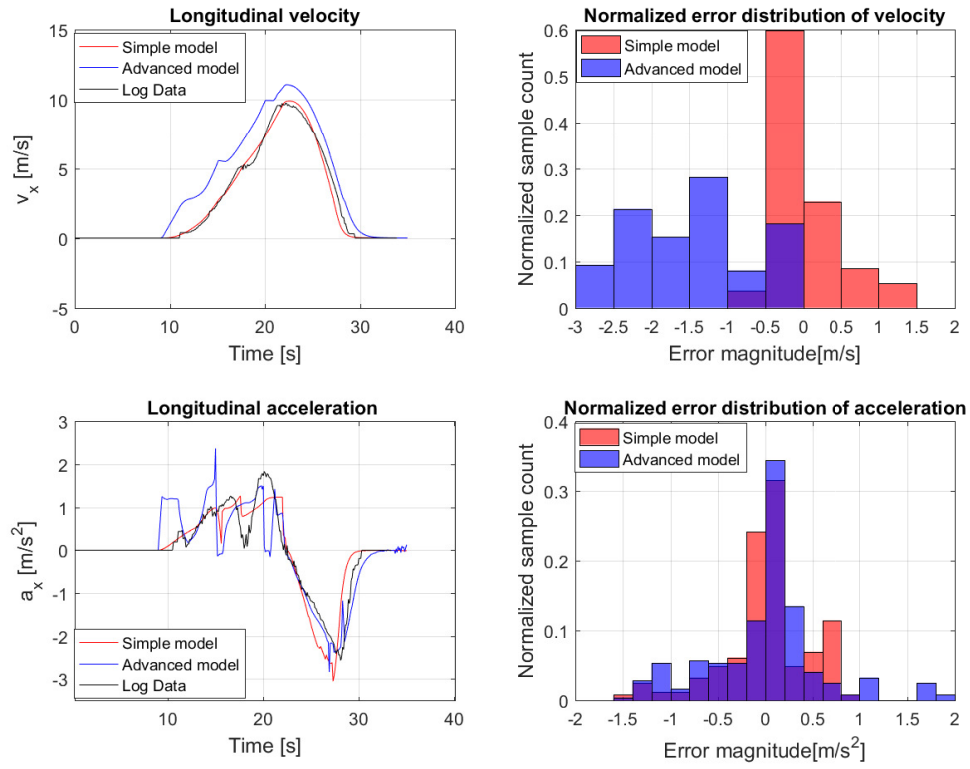 Longitudinal velocity
15
10
5
0
-5
v_x [m/s]
Simple model
Advanced model
Log Data
0
10
20
30
40
Time [s]
Normalized error distribution of velocity
0.6
0.5
0.4
0.3
0.2
0.1
0
Normalized sample count
Simple model
Advanced model
-3
-2.5
-2
-1.5
-1
-0.5
0
0.5
1
1.5
2
Error magnitude[m/s]
Longitudinal acceleration
3
2
1
0
-1
-2
-3
a_x [m/s²]
Simple model
Advanced model
Log Data
10
20
30
40
Time [s]
Normalized error distribution of acceleration
0.4
0.3
0.2
0.1
0
Normalized sample count
Simple model
Advanced model
-2
-1.5
-1
-0.5
0
0.5
1
1.5
2
Error magnitude[m/s²]